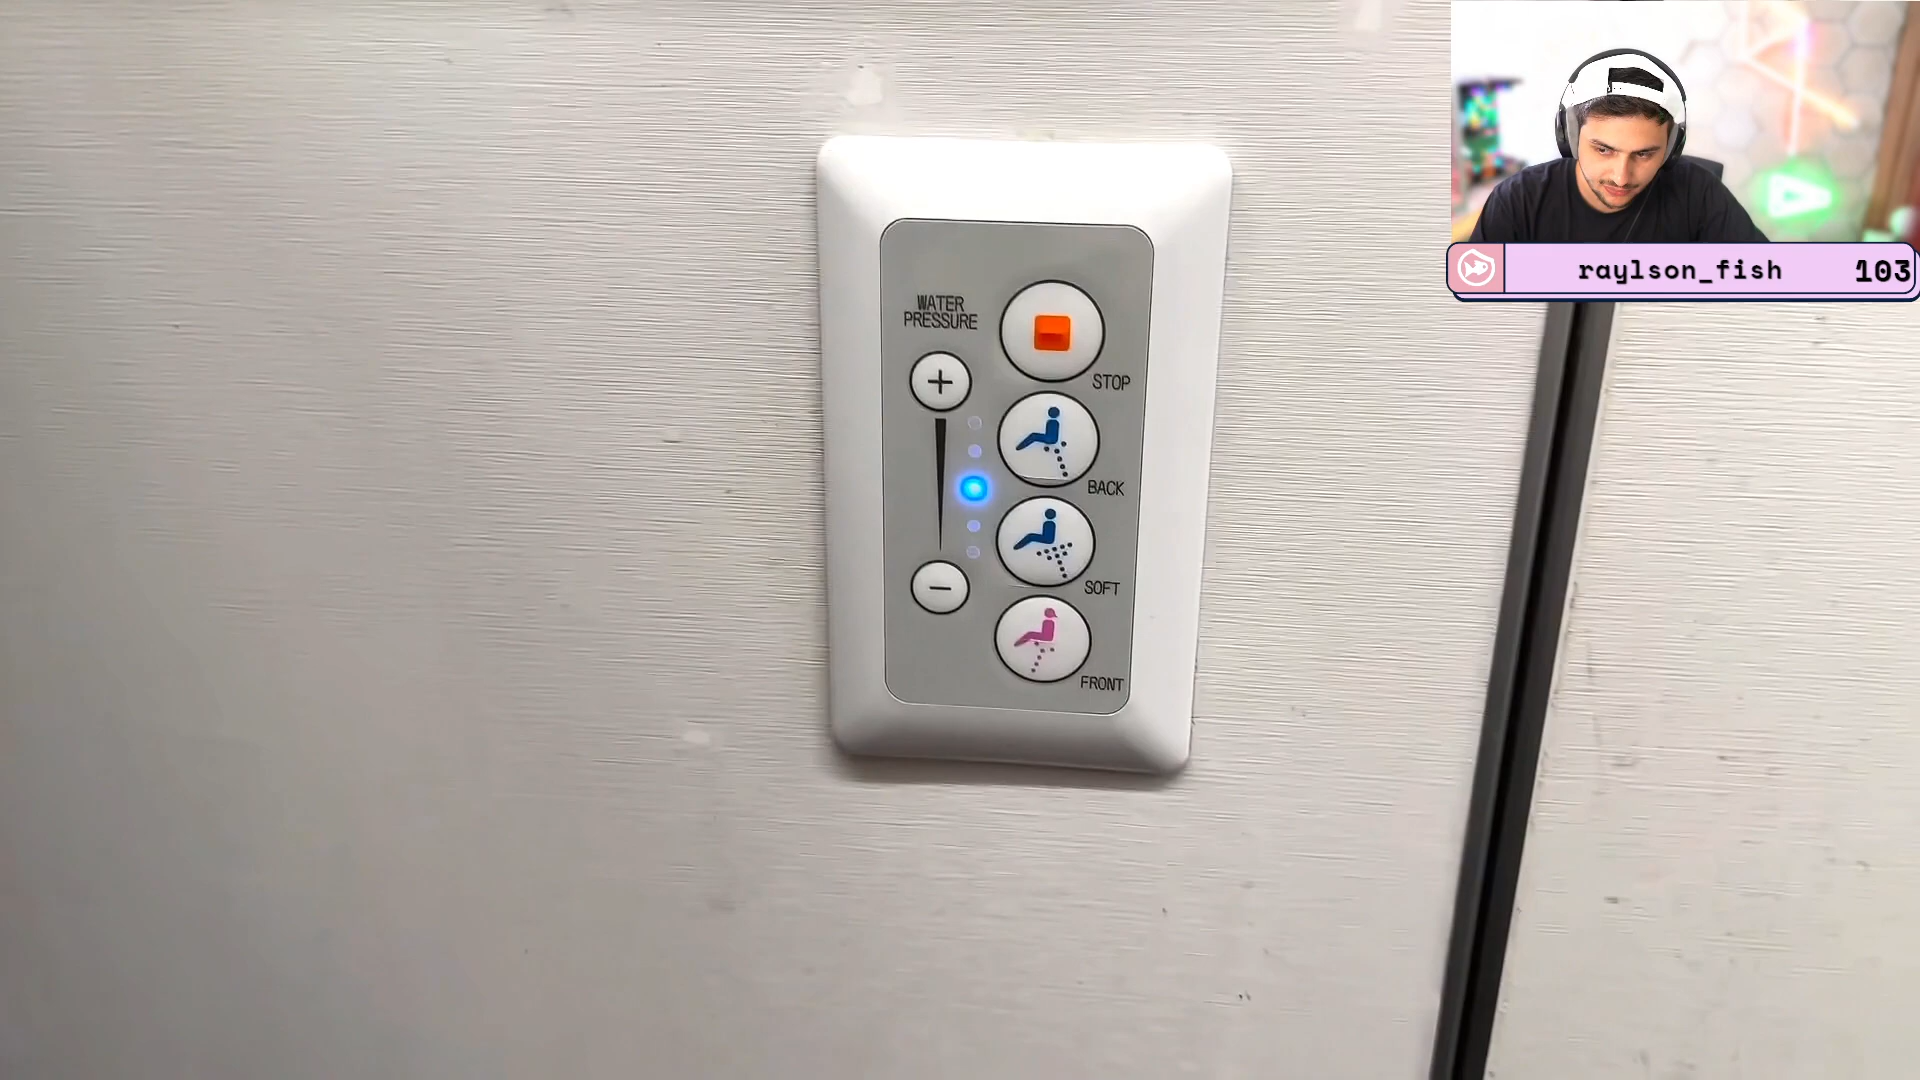 raylson_fish 103
WATER
PRESSURE
+
STOP
BACK
SOFT
−
FRONT